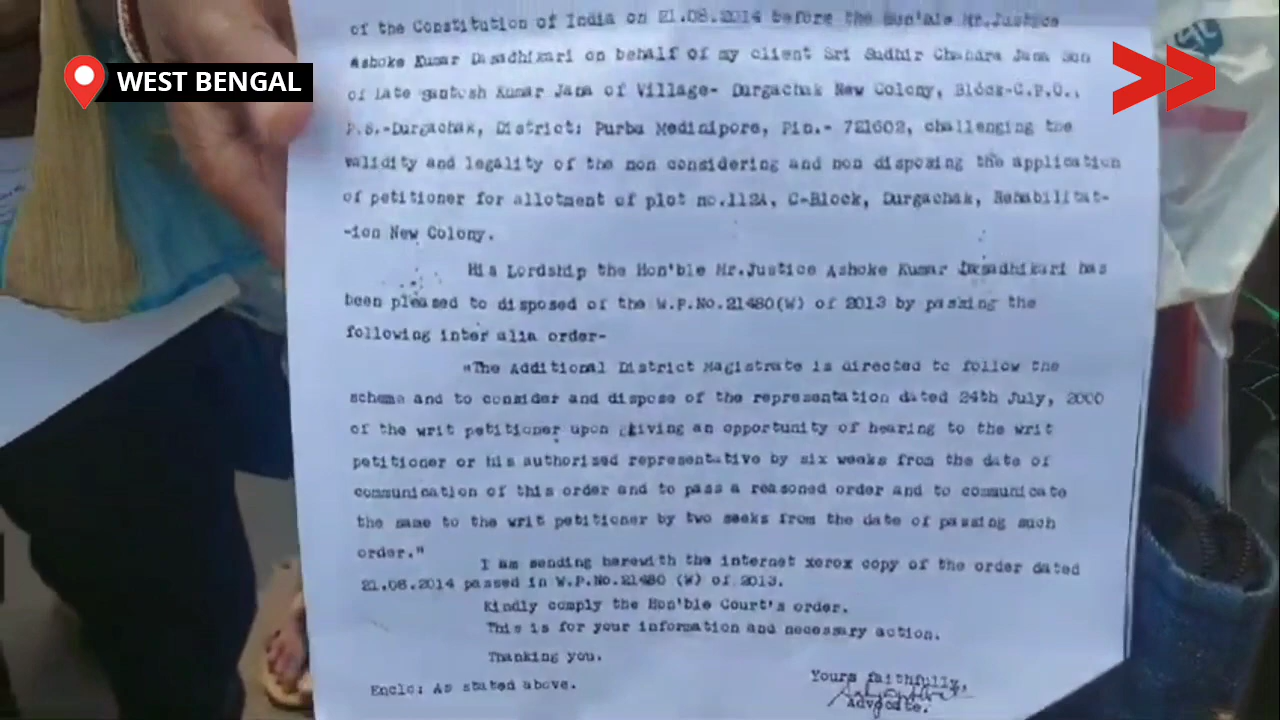 WEST BENGAL
of the Constitution of India on 21.08.2014 before the Hon'ble Mr.Justice
Ashoke Kumar Dasadhikari on behalf of my client Sri Sudhir Chandra Jana son
of late Santosh Kumar Jana of Village- Durgachak New Colony, Block-C.P.O.,
P.S.-Durgachak, District: Purba Medinipore, Pin.- 721602, challenging the
validity and legality of the non considering and non disposing the application
of petitioner for allotment of plot no.112A, C-Block, Durgachak, Rehabilitat-
-ion New Colony.
His Lordship the Hon'ble Mr.Justice Ashoke Kumar Dasadhikari has
been pleased to disposed of the W.P.No.21480(W) of 2013 by passing the
following inter alia order-
"The Additional District Magistrate is directed to follow the
scheme and to consider and dispose of the representation dated 24th July, 2000
of the writ petitioner upon giving an opportunity of hearing to the writ
petitioner or his authorised representative by six weeks from the date of
communication of this order and to pass a reasoned order and to communicate
the same to the writ petitioner by two seeks from the date of passing such
order."
I am sending herewith the internet xerox copy of the order dated
21.08.2014 passed in W.P.No.21480 (W) of 2013.
Kindly comply the Hon'ble Court's order.
This is for your information and necessary action.
Thanking you.
Yours faithfully,
Enclo: As stated above.
Advocate.